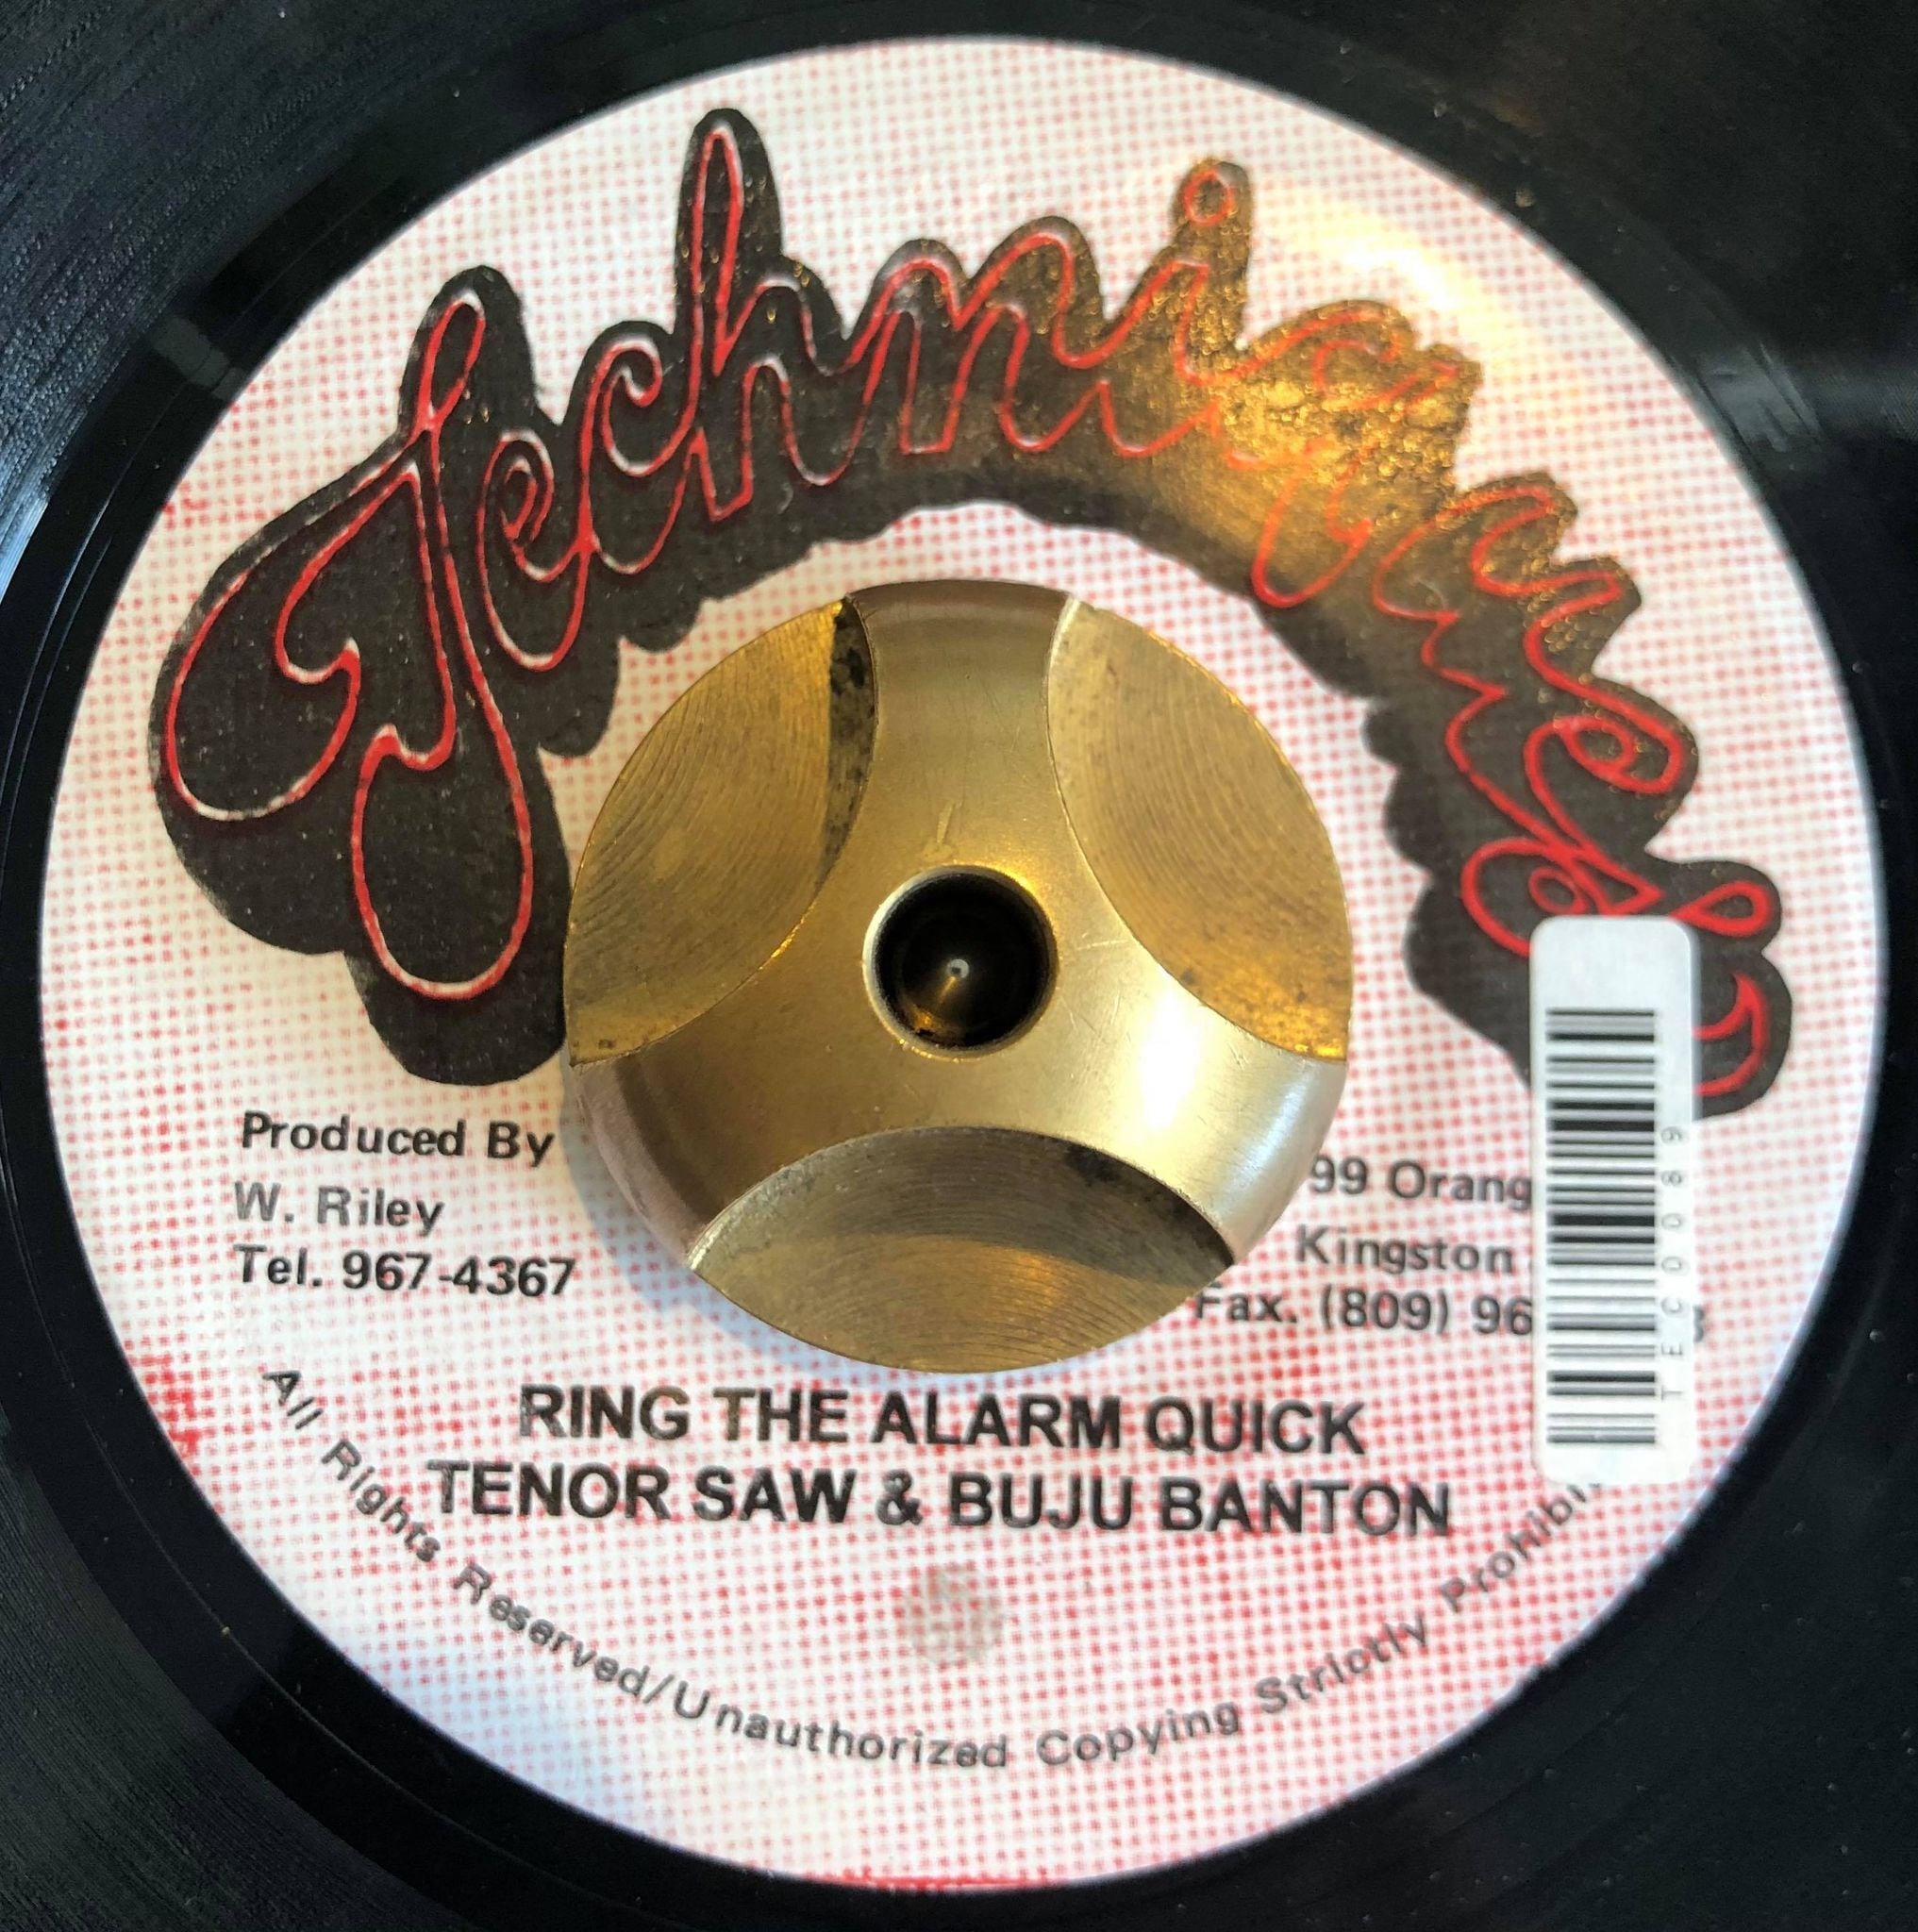 Techniques
Produced By
W. Riley
Tel. 967-4367
99 Orang
Kingston
Fax. (809) 96
TEC0089
RING THE ALARM QUICK
TENOR SAW & BUJU BANTON
All Rights Reserved/Unauthorized Copying Strictly Prohibi